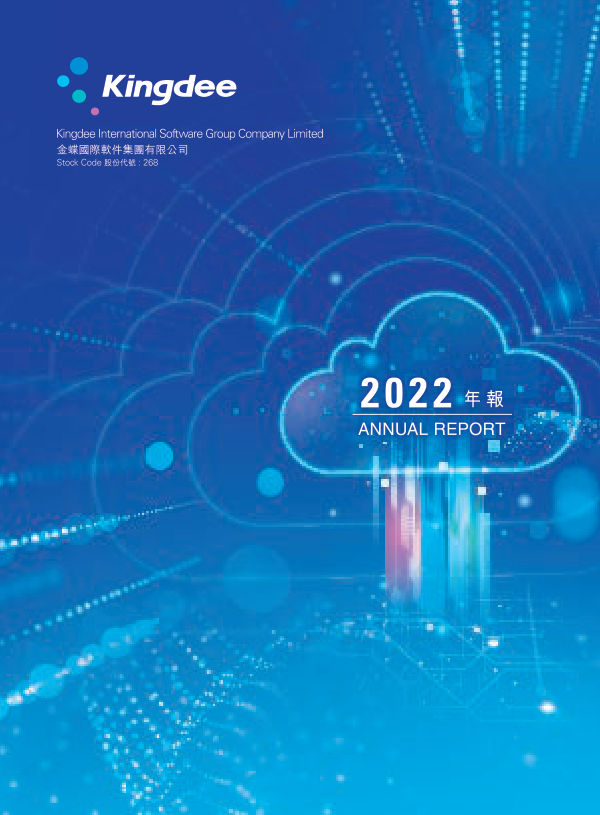 Kingdee
Kingdee International Software Group Company Limited
金蝶國際軟件集團有限公司
Stock Code 股份代號 : 268
2022 年報
ANNUAL REPORT